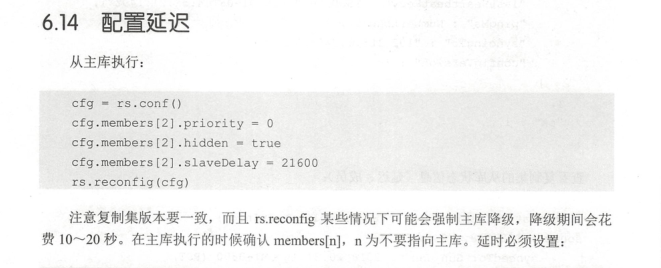 6.14 配置延迟
从主库执行：
cfg = rs.conf()
cfg.members[2].priority = 0
cfg.members[2].hidden = true
cfg.members[2].slaveDelay = 21600
rs.reconfig(cfg)
注意复制集版本要一致，而且 rs.reconfig 某些情况下可能会强制主库降级，降级期间会花
费 10～20 秒。在主库执行的时候确认 members[n]，n 为不要指向主库。延时必须设置：